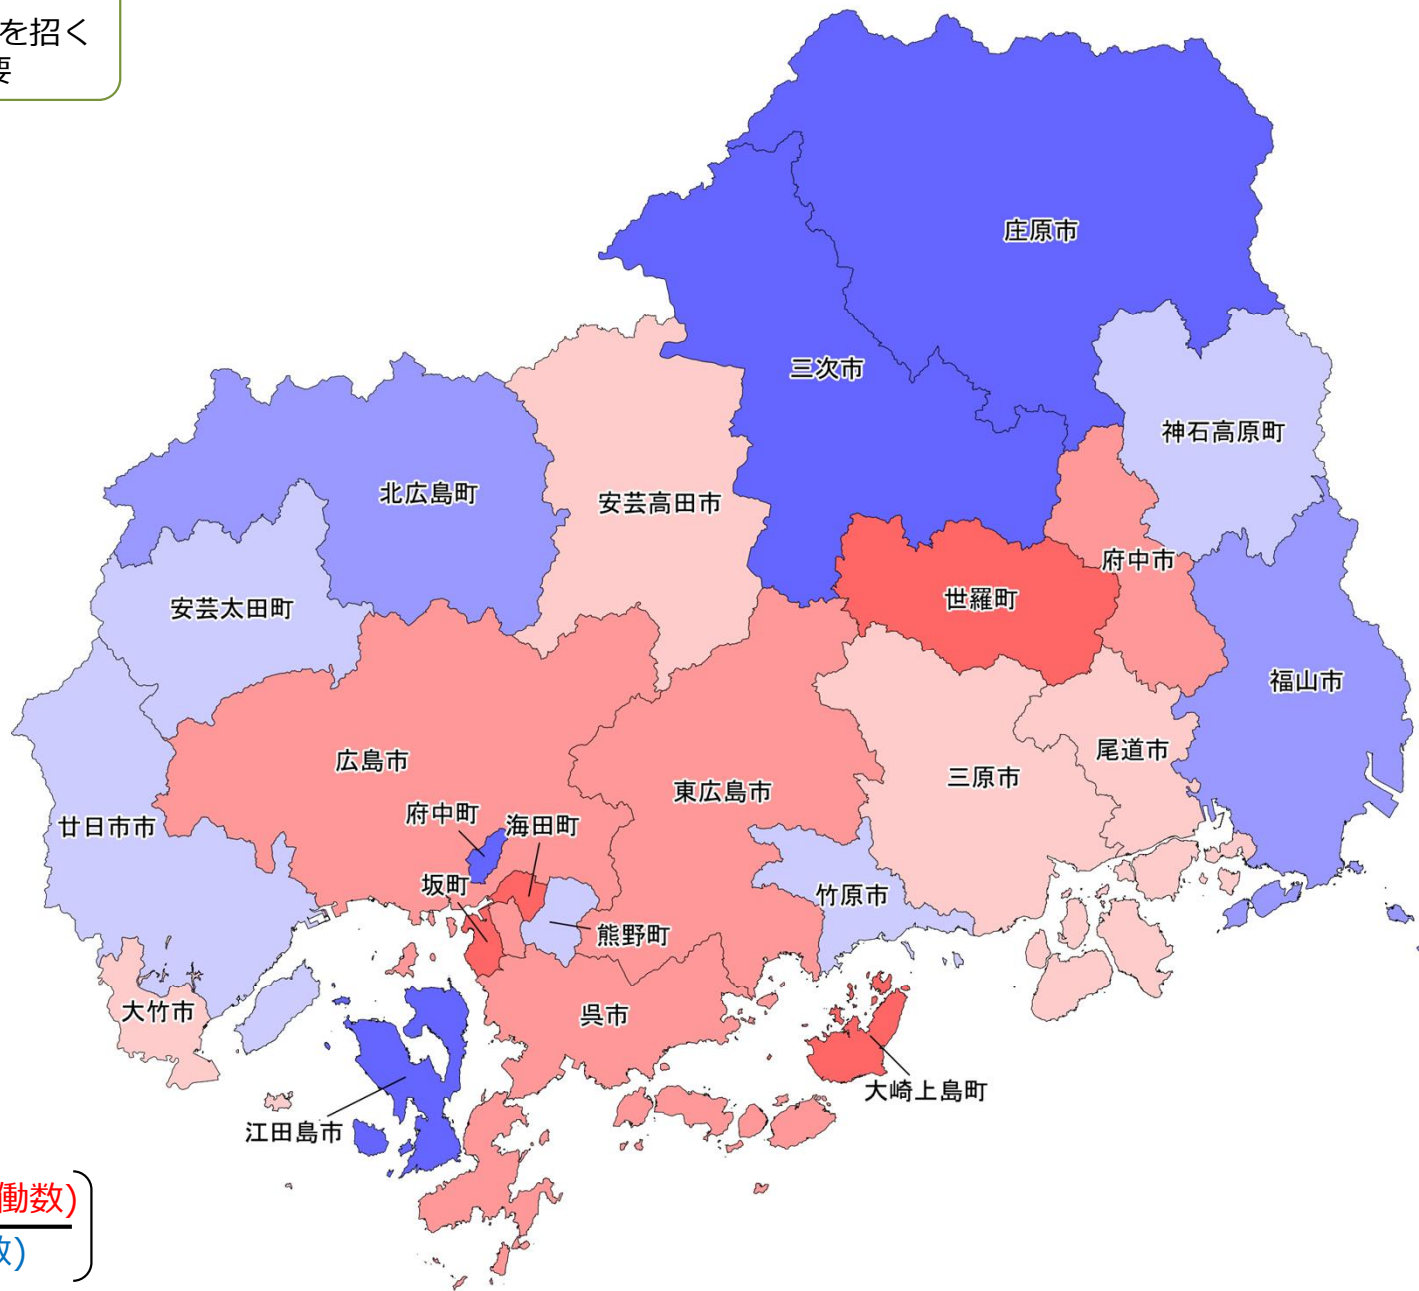 を招く
要
庄原市
三次市
神石高原町
北広島町
安芸高田市
府中市
世羅町
安芸太田町
福山市
尾道市
広島市
三原市
東広島市
府中町
海田町
廿日市市
坂町
竹原市
熊野町
大竹市
呉市
大崎上島町
江田島市
働数)
数)